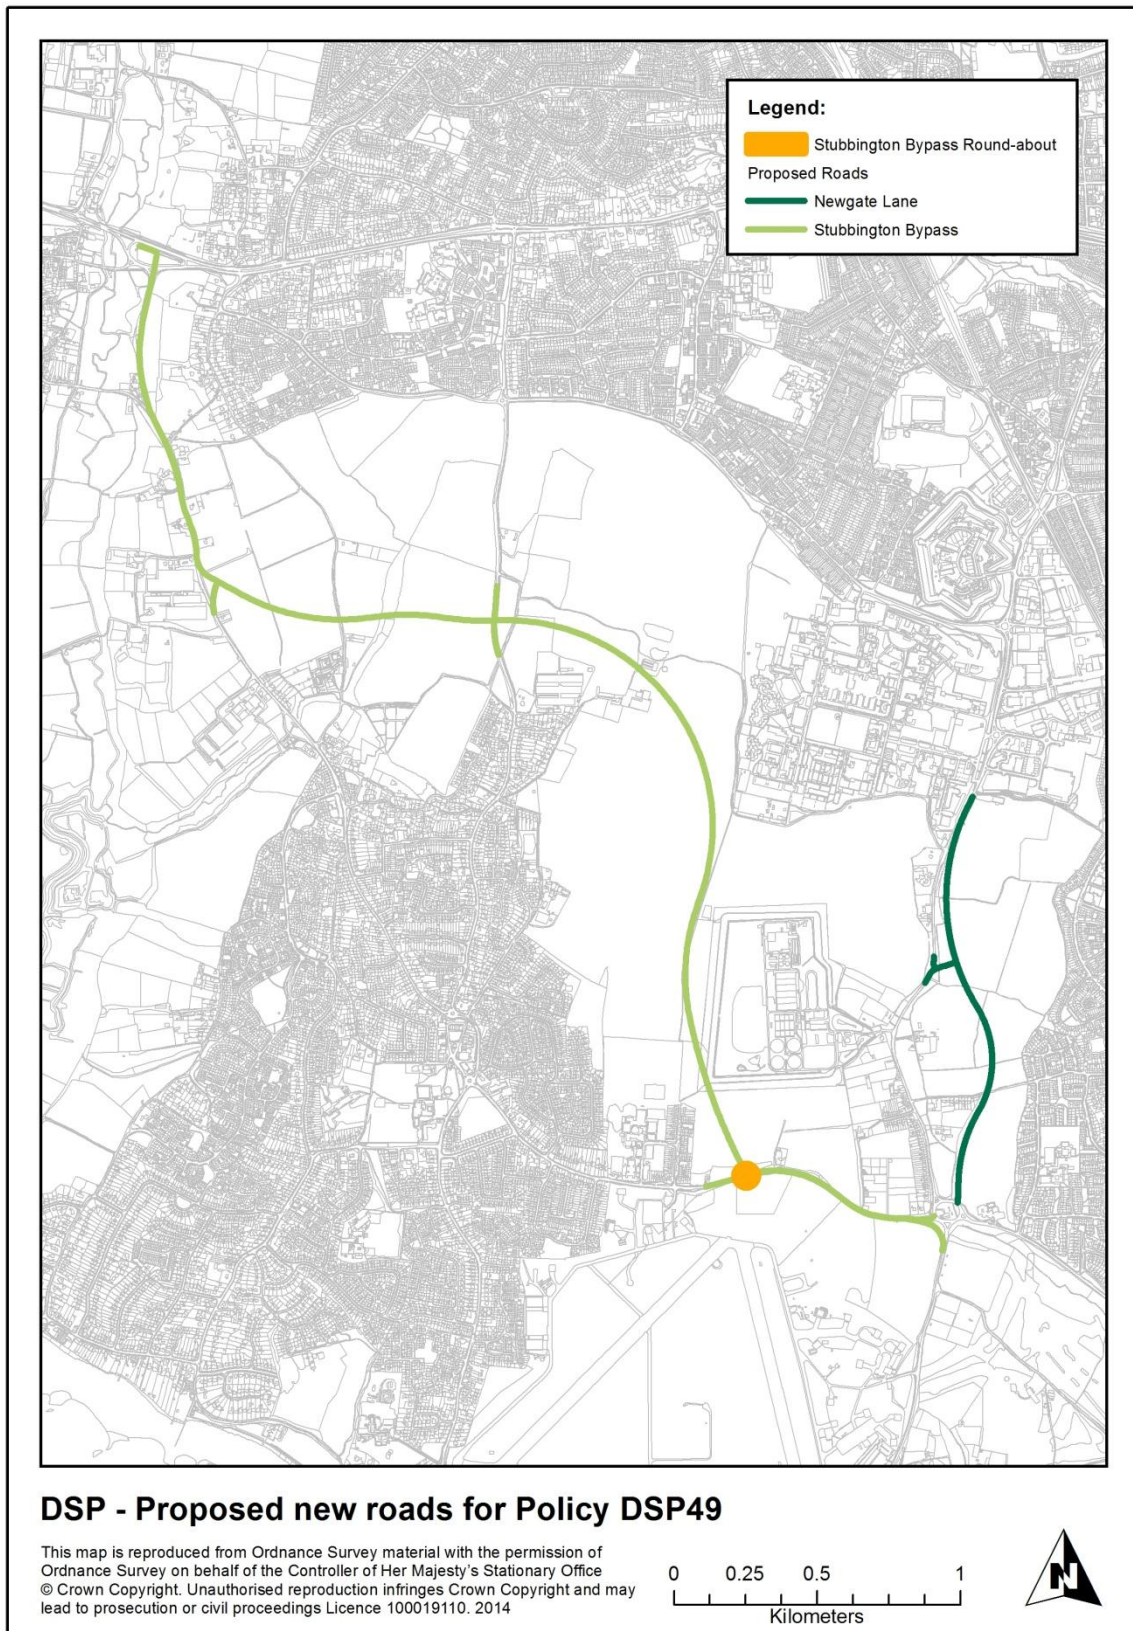 Legend:
Stubbington Bypass Round-about
Proposed Roads
Newgate Lane
Stubbington Bypass
DSP - Proposed new roads for Policy DSP49
This map is reproduced from Ordnance Survey material with the permission of
Ordnance Survey on behalf of the Controller of Her Majesty's Stationary Office
© Crown Copyright. Unauthorised reproduction infringes Crown Copyright and may
lead to prosecution or civil proceedings Licence 100019110. 2014
0 0.25 0.5 1
Kilometers
N